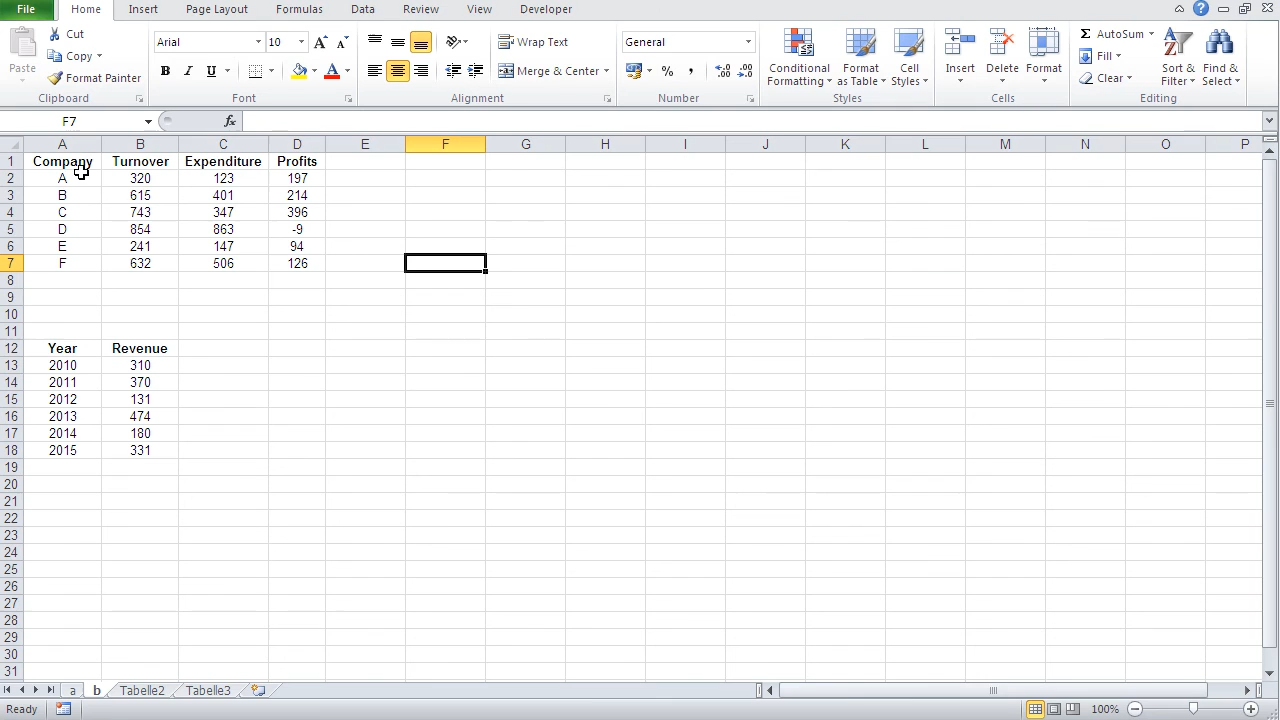 File Home Insert Page Layout Formulas Data Review View Developer
Paste Cut Copy Format Painter Clipboard
Arial 10 B I U A Font
Wrap Text Merge & Center Alignment
General % , Number
Conditional Formatting Format as Table Cell Styles Styles
Insert Delete Format Cells
Σ AutoSum Fill Clear Sort & Filter Find & Select Editing
F7 fx
A B C D E F G H I J K L M N O P
1 Company Turnover Expenditure Profits
2 A 320 123 197
3 B 615 401 214
4 C 743 347 396
5 D 854 863 -9
6 E 241 147 94
7 F 632 506 126
8
9
10
11
12 Year Revenue
13 2010 310
14 2011 370
15 2012 131
16 2013 474
17 2014 180
18 2015 331
19
20
21
22
23
24
25
26
27
28
29
30
31
a b Tabelle2 Tabelle3
Ready 100%